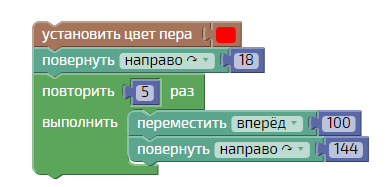 установить цвет пера
повернуть направо 18
повторить 5 раз
выполнить переместить вперёд 100
повернуть направо 144